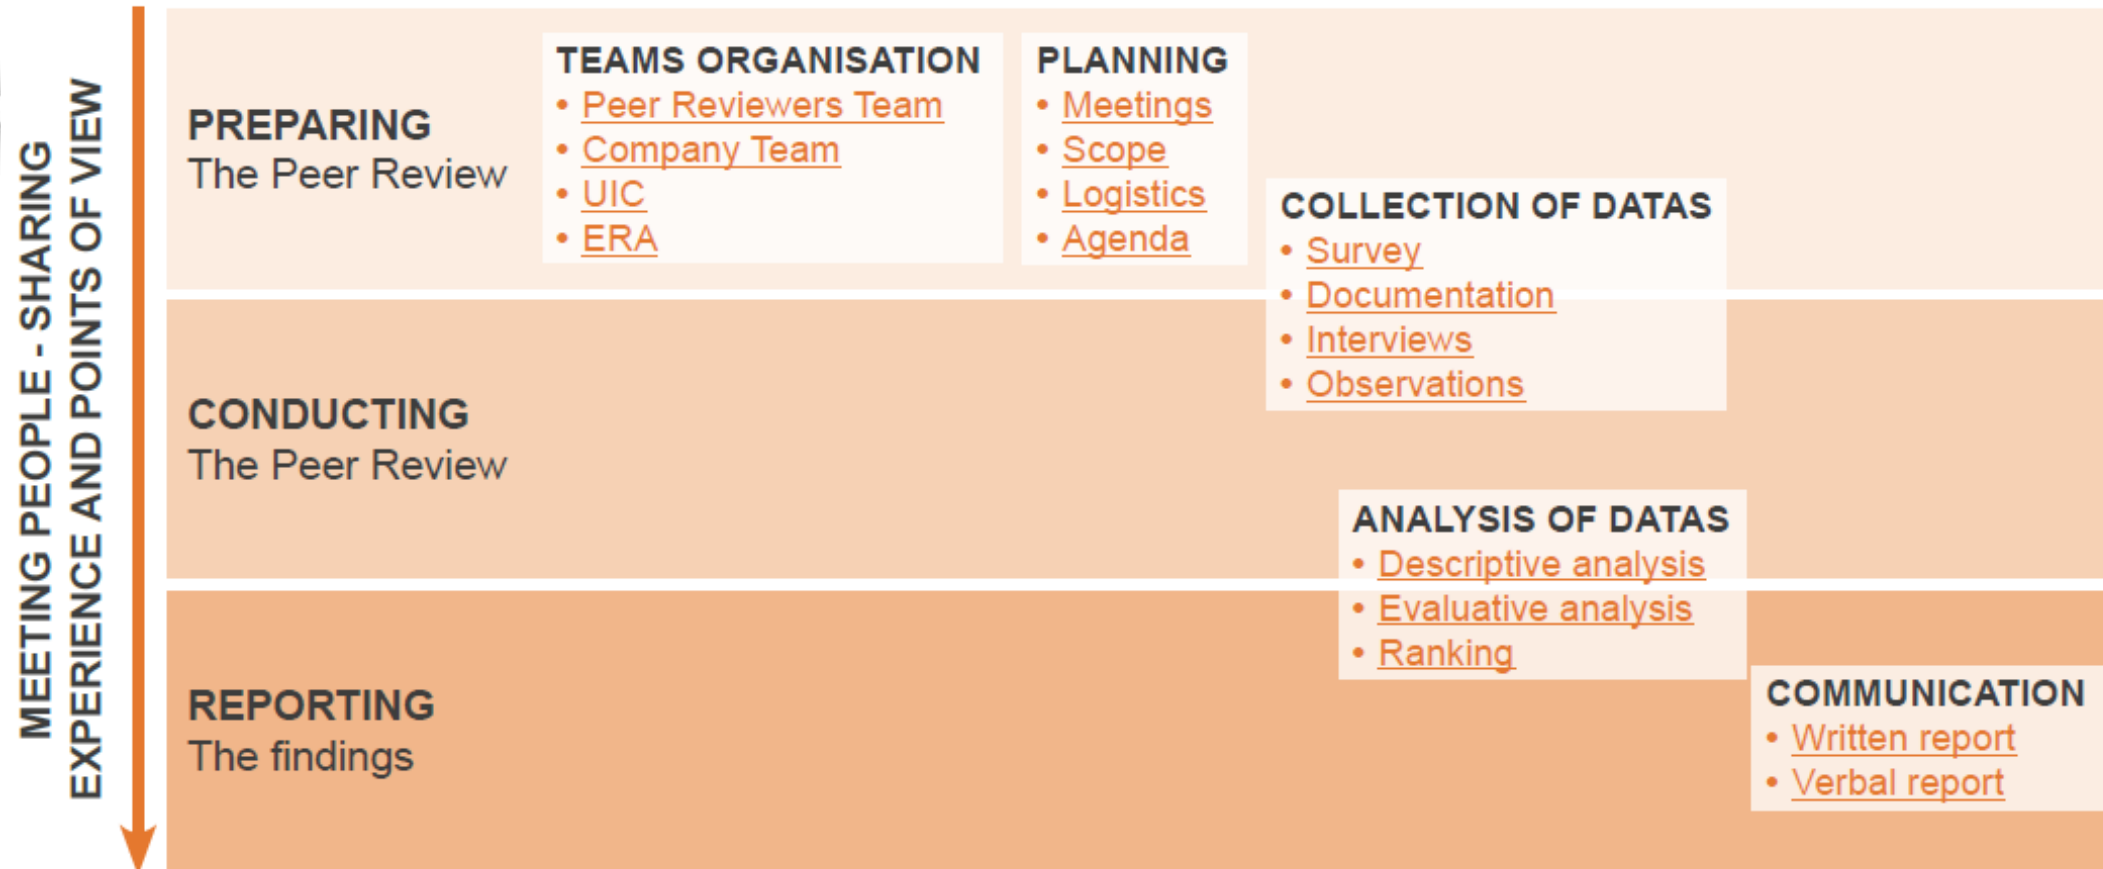 MEETING PEOPLE - SHARING
EXPERIENCE AND POINTS OF VIEW
PREPARING
The Peer Review
TEAMS ORGANISATION
• Peer Reviewers Team
• Company Team
• UIC
• ERA
PLANNING
• Meetings
• Scope
• Logistics
• Agenda
COLLECTION OF DATAS
• Survey
• Documentation
• Interviews
• Observations
CONDUCTING
The Peer Review
ANALYSIS OF DATAS
• Descriptive analysis
• Evaluative analysis
• Ranking
REPORTING
The findings
COMMUNICATION
• Written report
• Verbal report